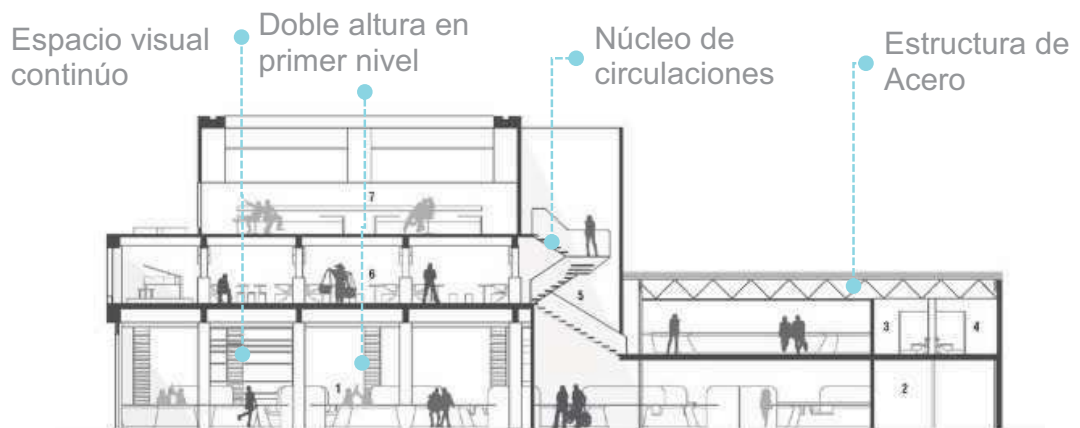 Espacio visual
continúo
Doble altura en
primer nivel
Núcleo de
circulaciones
Estructura de
Acero
7
6
5
3
4
1
2